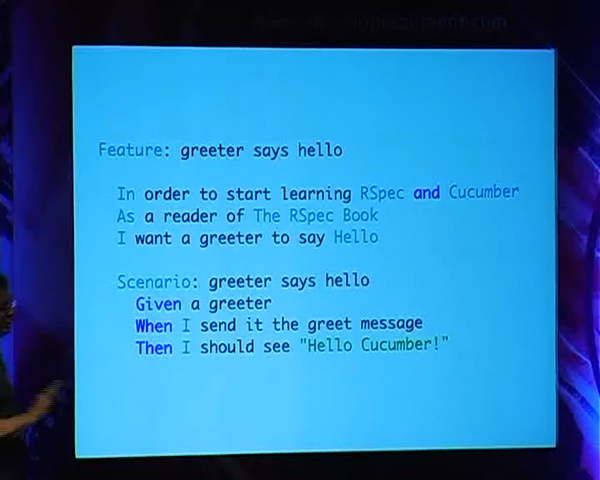 Feature: greeter says hello
In order to start learning RSpec and Cucumber
As a reader of The RSpec Book
I want a greeter to say Hello
Scenario: greeter says hello
Given a greeter
When I send it the greet message
Then I should see "Hello Cucumber!"